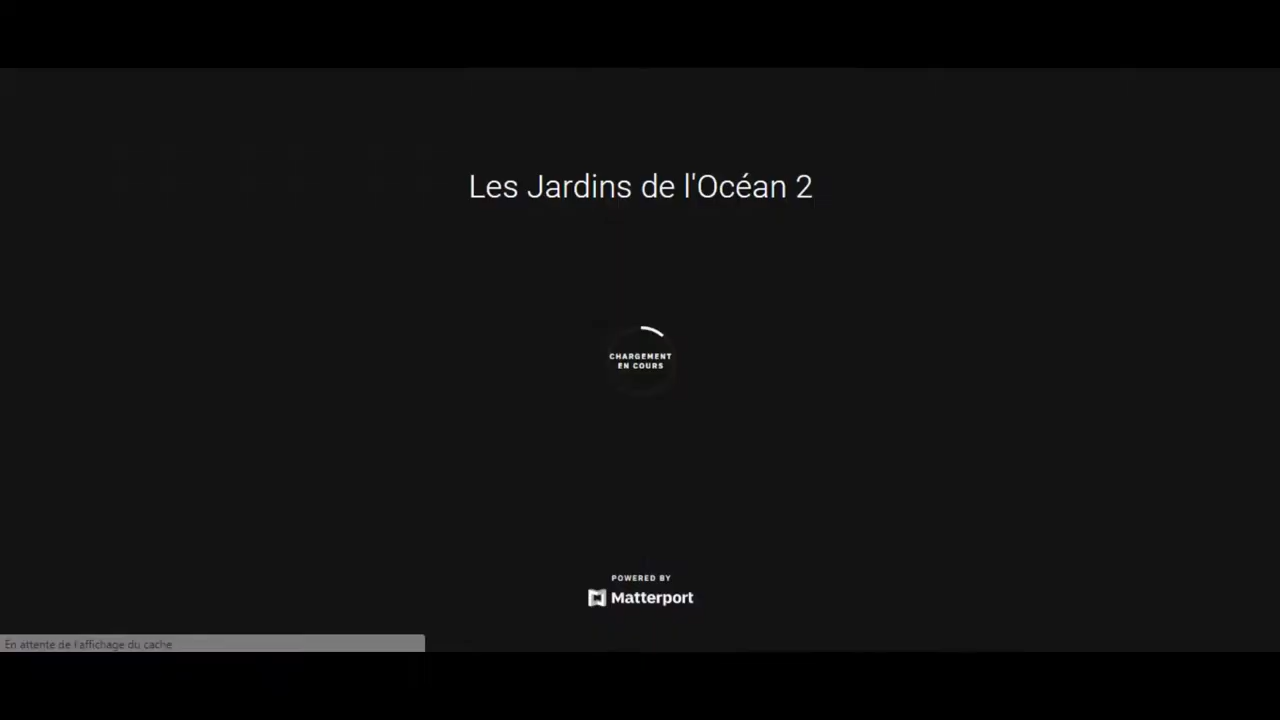 Les Jardins de l'Océan 2
CHARGEMENT
EN COURS
POWERED BY
Matterport
En attente de l'affichage du cache